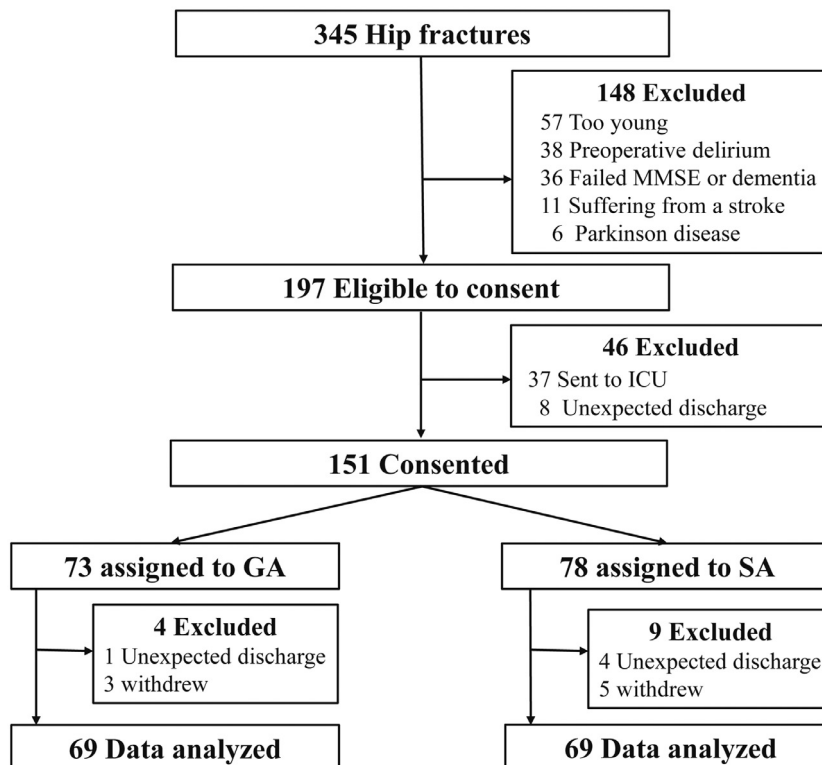 345 Hip fractures
148 Excluded
57 Too young
38 Preoperative delirium
36 Failed MMSE or dementia
11 Suffering from a stroke
6 Parkinson disease
197 Eligible to consent
46 Excluded
37 Sent to ICU
8 Unexpected discharge
151 Consented
73 assigned to GA
4 Excluded
1 Unexpected discharge
3 withdrew
69 Data analyzed
78 assigned to SA
9 Excluded
4 Unexpected discharge
5 withdrew
69 Data analyzed